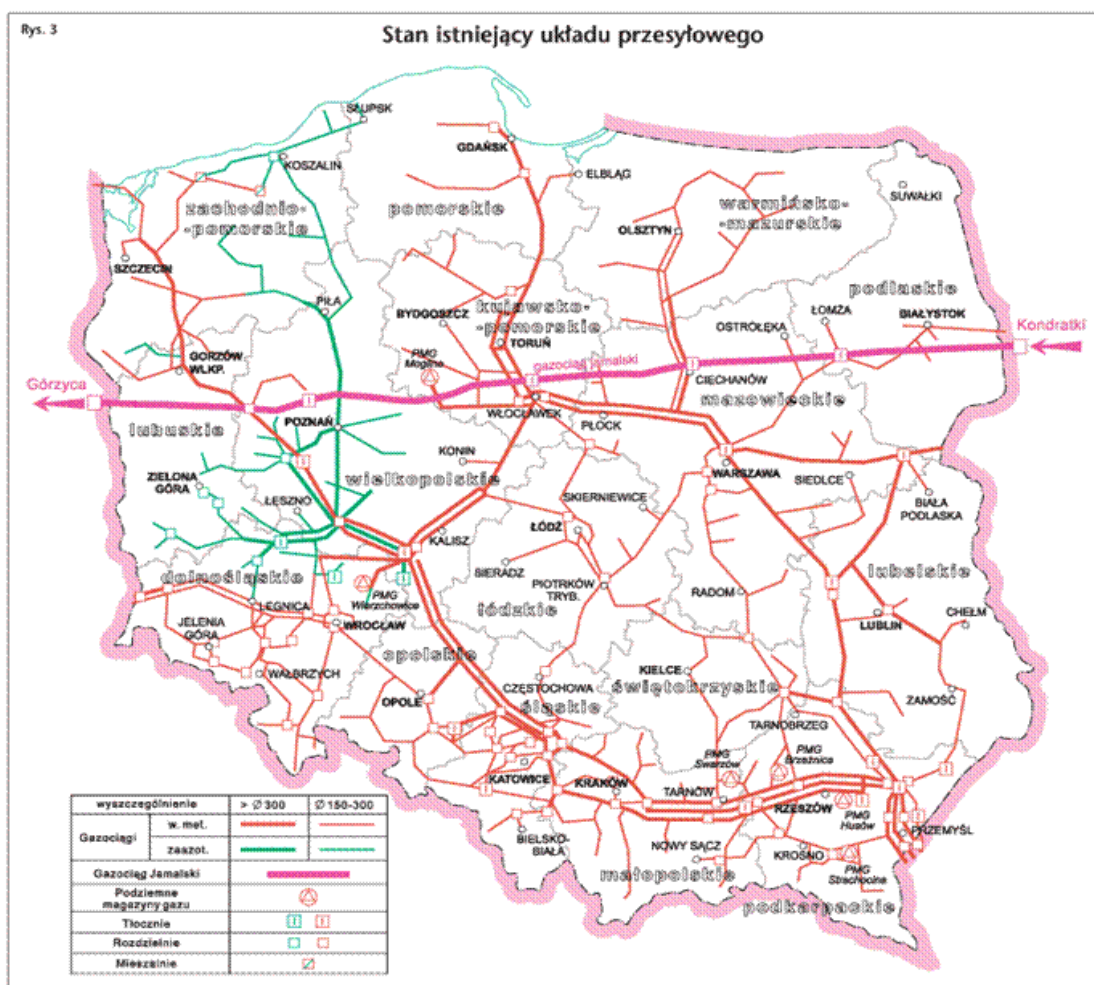 Rys. 3
Stan istniejący układu przesyłowego
SŁUPSK
KOSZALIN
GDAŃSK
ELBLĄG
SUWAŁKI
zachodnio-
-pomorskie
pomorskie
warmińsko-
-mazurskie
OLSZTYN
SZCZECIN
PIŁA
BYDGOSZCZ
kujawsko-
-pomorskie
TORUŃ
podlaskie
ŁOMŻA
OSTRÓŁĘKA
BIAŁYSTOK
Kondratki
GORZÓW
WLKP.
PMG
Mogilno
gazociąg Jamalski
CIECHANÓW
mazowieckie
Górzyca
WŁOCŁAWEK
PŁOCK
lubuskie
POZNAŃ
KONIN
WARSZAWA
SIEDLCE
ZIELONA
GÓRA
wielkopolskie
LESZNO
SKIERNIEWICE
BIAŁA
PODLASKA
ŁÓDŹ
KALISZ
SIERADZ
PIOTRKÓW
TRYB.
RADOM
lubelskie
dolnośląskie
PMG
Wierzchowice
łódzkie
LEGNICA
LUBLIN
CHEŁM
JELENIA
GÓRA
WROCŁAW
WAŁBRZYCH
opolskie
KIELCE
CZĘSTOCHOWA
świętokrzyskie
śląskie
OPOLE
ZAMOŚĆ
TARNOBRZEG
PMG
Swarzów
PMG
Brzeźnica
KATOWICE
KRAKÓW
TARNÓW
RZESZÓW
PMG
Husów
PRZEMYŚL
BIELSKO-
BIAŁA
NOWY SĄCZ
KROSNO
PMG
Strachocina
małopolskie
podkarpackie
wyszczególnienie > Ø 300 Ø 150-300
Gazociągi
w. met.
zaazot.
Gazociąg Jamalski
Podziemne
magazyny gazu
Tłocznie
Rozdzielnie
Mieszalnie